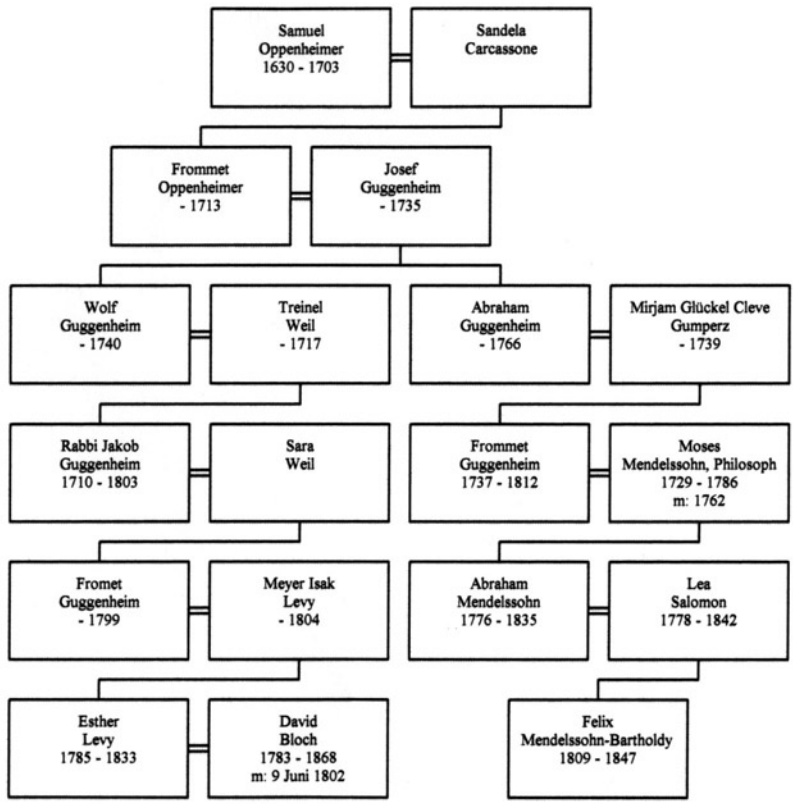 Samuel
Oppenheimer
1630 - 1703
Sandela
Carcassone
Frommet
Oppenheimer
- 1713
Josef
Guggenheim
- 1735
Wolf
Guggenheim
- 1740
Treinel
Weil
- 1717
Abraham
Guggenheim
- 1766
Mirjam Glückel Cleve
Gumperz
- 1739
Rabbi Jakob
Guggenheim
1710 - 1803
Sara
Weil
Frommet
Guggenheim
1737 - 1812
Moses
Mendelssohn, Philosoph
1729 - 1786
m: 1762
Fromet
Guggenheim
- 1799
Meyer Isak
Levy
- 1804
Abraham
Mendelssohn
1776 - 1835
Lea
Salomon
1778 - 1842
Esther
Levy
1785 - 1833
David
Bloch
1783 - 1868
m: 9 Juni 1802
Felix
Mendelssohn-Bartholdy
1809 - 1847